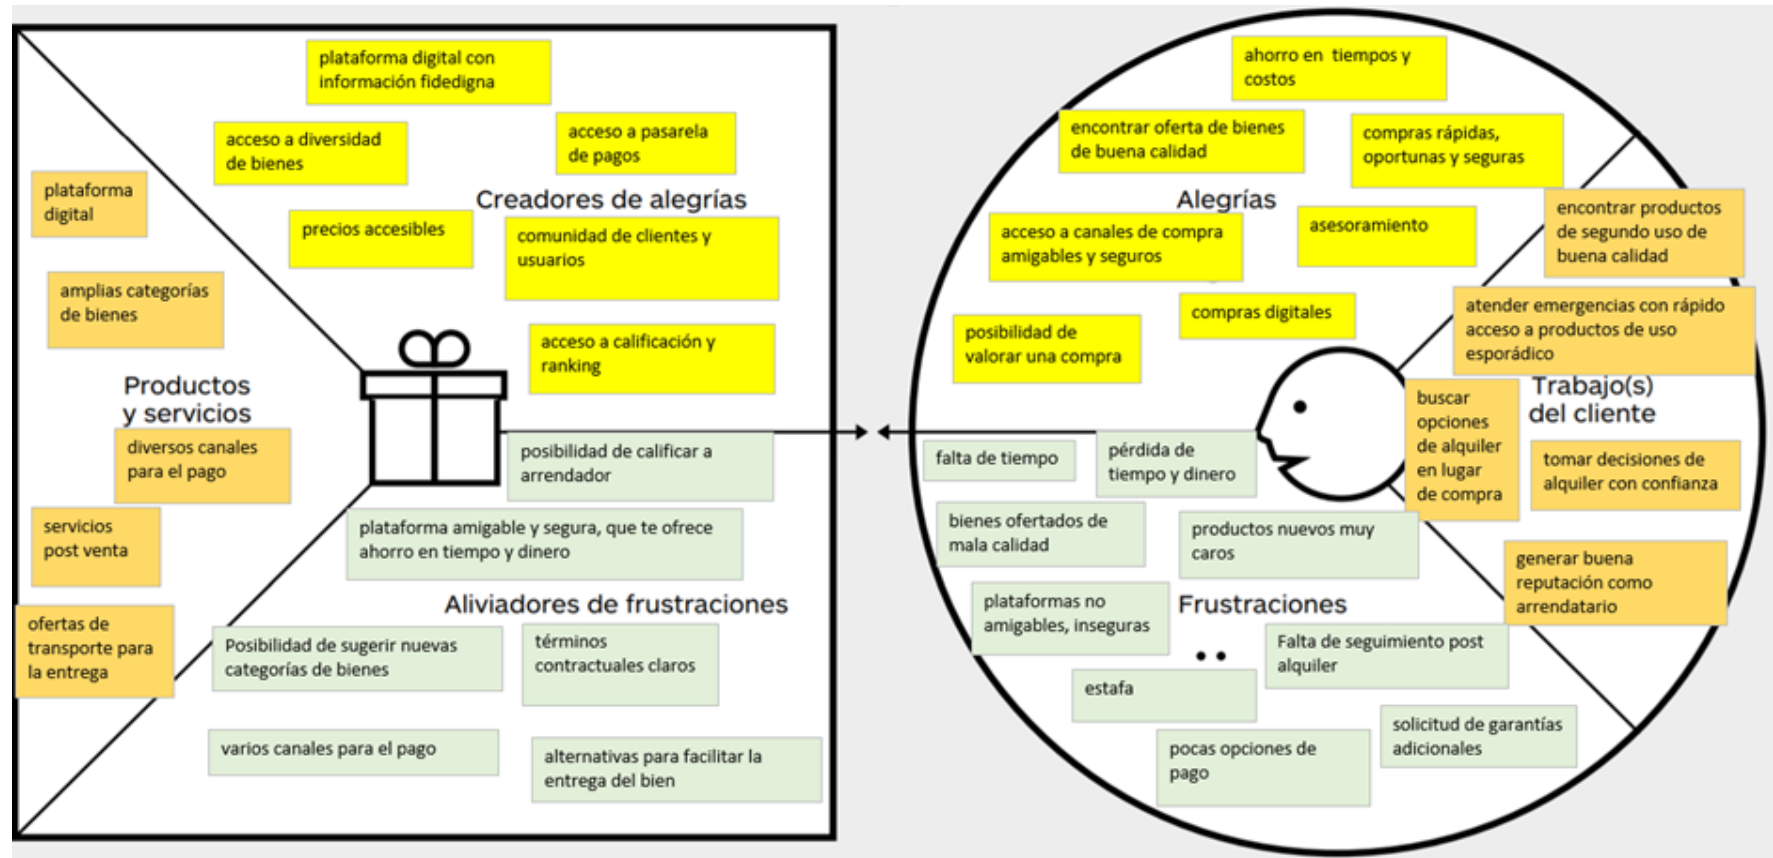 plataforma digital con
información fidedigna
acceso a diversidad
de bienes
acceso a pasarela
de pagos
Creadores de alegrías
precios accesibles
comunidad de clientes y
usuarios
acceso a calificación y
ranking
plataforma
digital
amplias categorías
de bienes
Productos
y servicios
diversos canales
para el pago
servicios
post venta
ofertas de
transporte para
la entrega
posibilidad de calificar a
arrendador
plataforma amigable y segura, que te ofrece
ahorro en tiempo y dinero
Aliviadores de frustraciones
Posibilidad de sugerir nuevas
categorías de bienes
términos
contractuales claros
varios canales para el pago
alternativas para facilitar la
entrega del bien
ahorro en tiempos y
costos
encontrar oferta de bienes
de buena calidad
compras rápidas,
oportunas y seguras
Alegrías
acceso a canales de compra
amigables y seguros
asesoramiento
compras digitales
posibilidad de
valorar una compra
encontrar productos
de segundo uso de
buena calidad
atender emergencias con rápido
acceso a productos de uso
esporádico
Trabajo(s)
del cliente
buscar
opciones
de alquiler
en lugar
de compra
tomar decisiones de
alquiler con confianza
generar buena
reputación como
arrendatario
falta de tiempo
pérdida de
tiempo y dinero
bienes ofertados de
mala calidad
productos nuevos muy
caros
plataformas no
amigables, inseguras
Frustraciones
Falta de seguimiento post
alquiler
estafa
solicitud de garantías
adicionales
pocas opciones de
pago